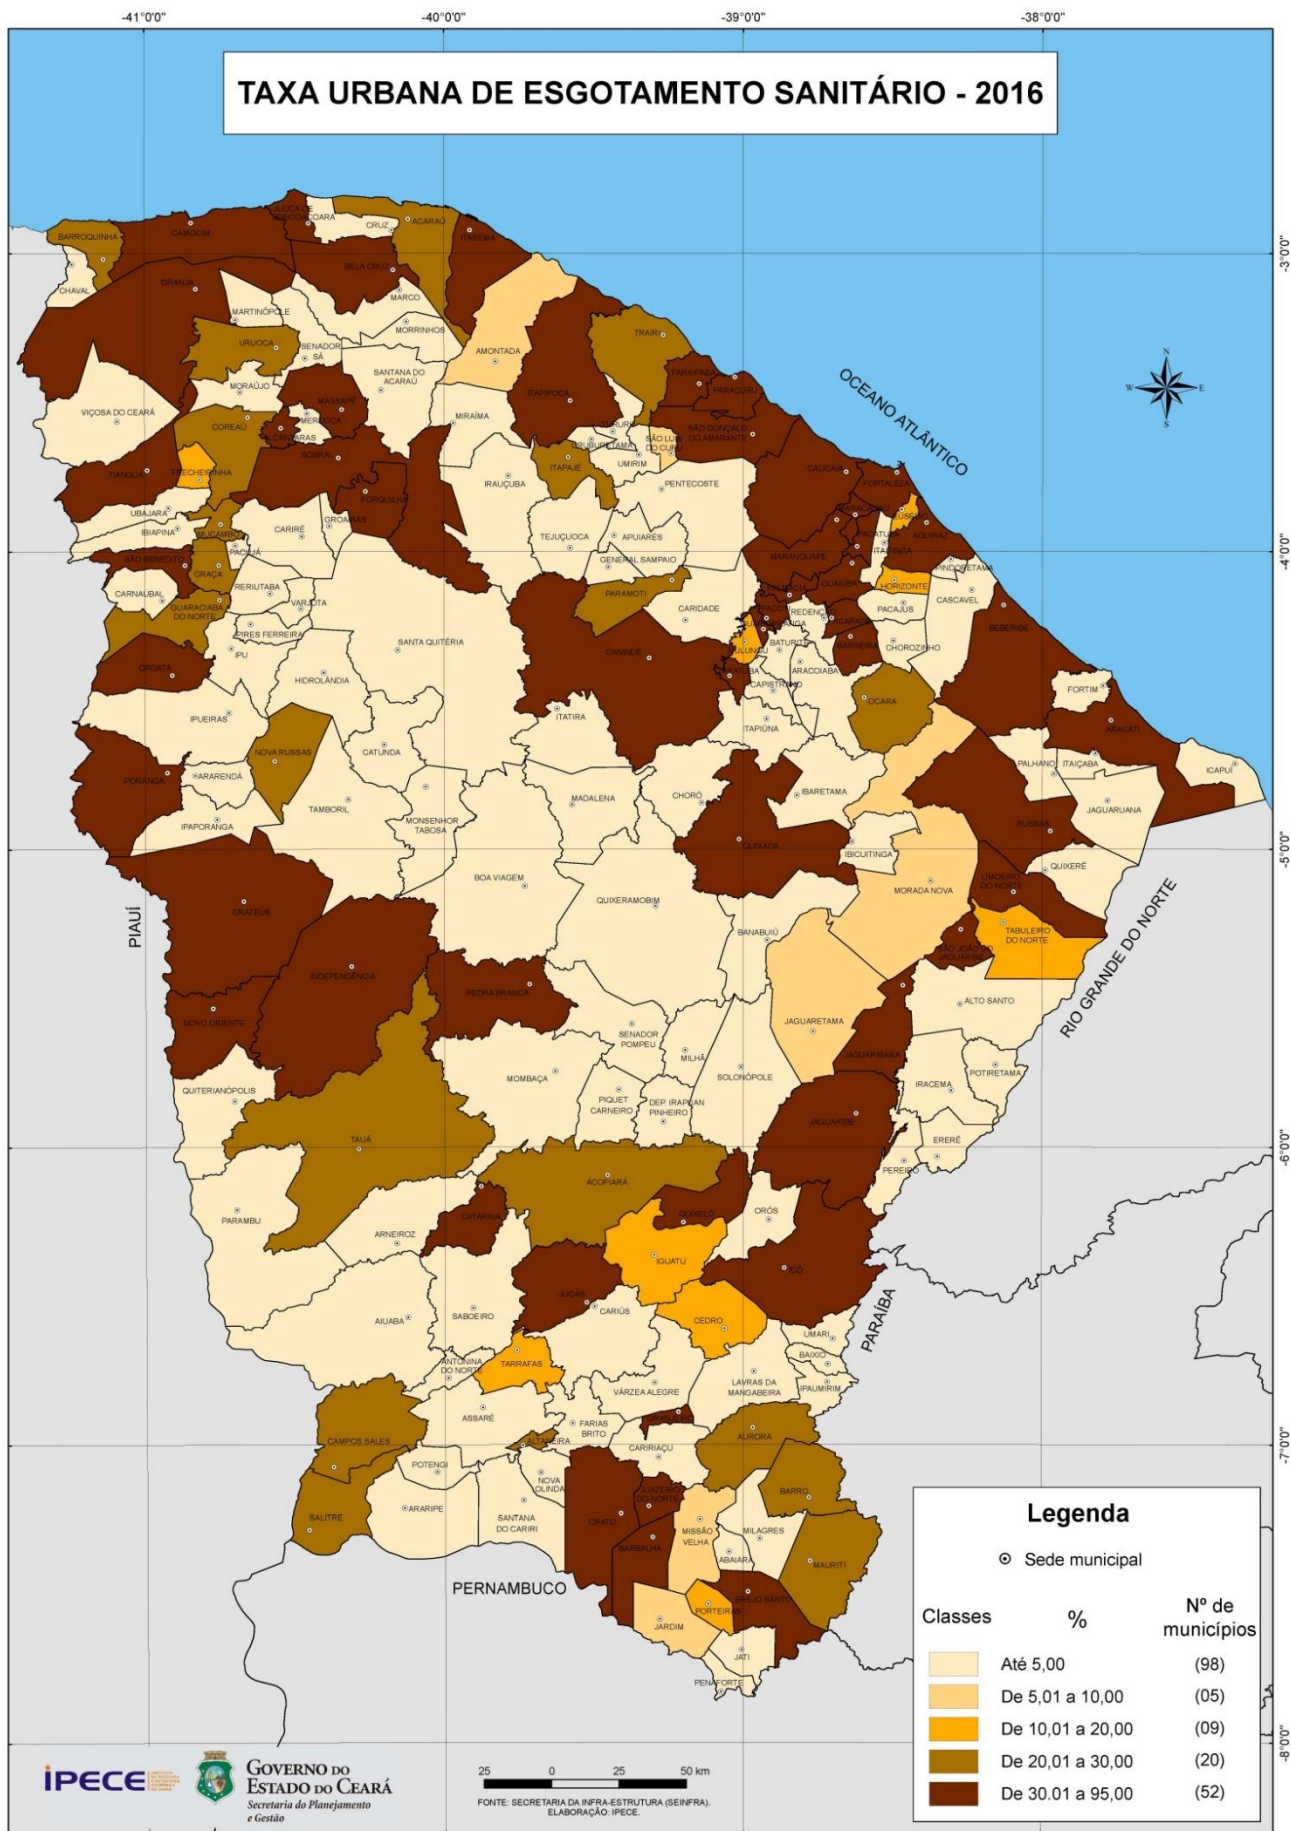 -41°0'0"
-40°0'0"
-39°0'0"
-38°0'0"
TAXA URBANA DE ESGOTAMENTO SANITÁRIO - 2016
-3°0'0"
-4°0'0"
-5°0'0"
-6°0'0"
-7°0'0"
-8°0'0"
OCEANO ATLÂNTICO
N
W
E
S
PIAUÍ
RIO GRANDE DO NORTE
PARAÍBA
PERNAMBUCO
BARROQUINHA
CAMOCIM
CRUZ
ACARAÚ
ITAREMA
CHAVAL
GRANJA
BELA CRUZ
MARCO
MARTINÓPOLE
MORRINHOS
URUOCA
SENADOR
SÁ
AMONTADA
TRAIRI
MORAÚJO
SANTANA DO
ACARAÚ
ITAPIPOCA
PARAIPABA
PARACURU
VIÇOSA DO CEARÁ
MASSAPÊ
MERUOCA
MIRAÍMA
COREAÚ
SOBRAL
URUBURETAMA
SÃO LUIS
DO CURU
SÃO GONÇALO
DO AMARANTE
TIANGUÁ
FRECHEIRINHA
IRAUÇUBA
ITAPAJÉ
UMIRIM
PENTECOSTE
CAUCAIA
FORTALEZA
FORQUILHA
UBAJARA
GROAÍRAS
IBIAPINA
MUCAMBO
CARIRÉ
TEJUÇUOCA
APUIARÉS
GENERAL SAMPAIO
MARANGUAPE
PACATUBA
ITAITINGA
AQUIRAZ
PACUJÁ
SÃO BENEDITO
GRAÇA
RERIUTABA
VARJOTA
CARNAUBAL
GUARACIABA
DO NORTE
PIRES FERREIRA
IPU
CROATÁ
SANTA QUITÉRIA
HIDROLÂNDIA
PARAMOTI
CARIDADE
CANINDÉ
GUAIUBA
HORIZONTE
PINDORETAMA
CASCAVEL
PACAJUS
REDENÇÃO
BARREIRA
CHOROZINHO
BATURITÉ
ARACOIABA
MULUNGU
CAPISTRANO
ITAPIÚNA
OCARA
BEBERIBE
FORTIM
ARACATI
ICAPUÍ
ITAIÇABA
PALHANO
JAGUARUANA
IPUEIRAS
NOVA RUSSAS
CATUNDA
ITATIRA
ARARENDÁ
PORANGA
IPAPORANGA
TAMBORIL
MONSENHOR
TABOSA
MADALENA
CHORÓ
IBARETAMA
QUIXADÁ
IBICUITINGA
RUSSAS
QUIXERÉ
LIMOEIRO
DO NORTE
BOA VIAGEM
QUIXERAMOBIM
MORADA NOVA
TABULEIRO
DO NORTE
SÃO JOÃO DO
JAGUARIBE
CRATEÚS
BANABUIÚ
INDEPENDÊNCIA
PEDRA BRANCA
NOVO ORIENTE
ALTO SANTO
JAGUARETAMA
SENADOR
POMPEU
MILHÃ
SOLONÓPOLE
JAGUARIBARA
POTIRETAMA
IRACEMA
QUITERIANÓPOLIS
MOMBAÇA
PIQUET
CARNEIRO
DEP. IRAPUAN
PINHEIRO
JAGUARIBE
ERERÊ
PEREIRO
TAUÁ
ACOPIARA
PARAMBU
ARNEIROZ
CATARINA
QUIXELÔ
ORÓS
IGUATU
ICÓ
AIUABA
SABOEIRO
JUCÁS
CARIÚS
CEDRO
UMARI
BAIXIO
IPAUMIRIM
ANTONINA
DO NORTE
TARRAFAS
VÁRZEA ALEGRE
LAVRAS DA
MANGABEIRA
ASSARÉ
FARIAS
BRITO
GRANJEIRO
CARIRIAÇU
AURORA
CAMPOS SALES
ALTANEIRA
POTENGI
NOVA
OLINDA
SALITRE
ARARIPE
SANTANA
DO CARIRI
CRATO
JUAZEIRO
DO NORTE
BARBALHA
MISSÃO
VELHA
MILAGRES
ABAIARA
BARRO
MAURITI
PORTEIRAS
BREJO SANTO
JARDIM
JATI
PENAFORTE
Legenda
Sede municipal
Classes % Nº de
municípios
Até 5,00 (98)
De 5,01 a 10,00 (05)
De 10,01 a 20,00 (09)
De 20,01 a 30,00 (20)
De 30.01 a 95,00 (52)
IPECE
GOVERNO DO
ESTADO DO CEARÁ
Secretaria do Planejamento
e Gestão
25 0 25 50 km
FONTE: SECRETARIA DA INFRA-ESTRUTURA (SEINFRA).
ELABORAÇÃO: IPECE.